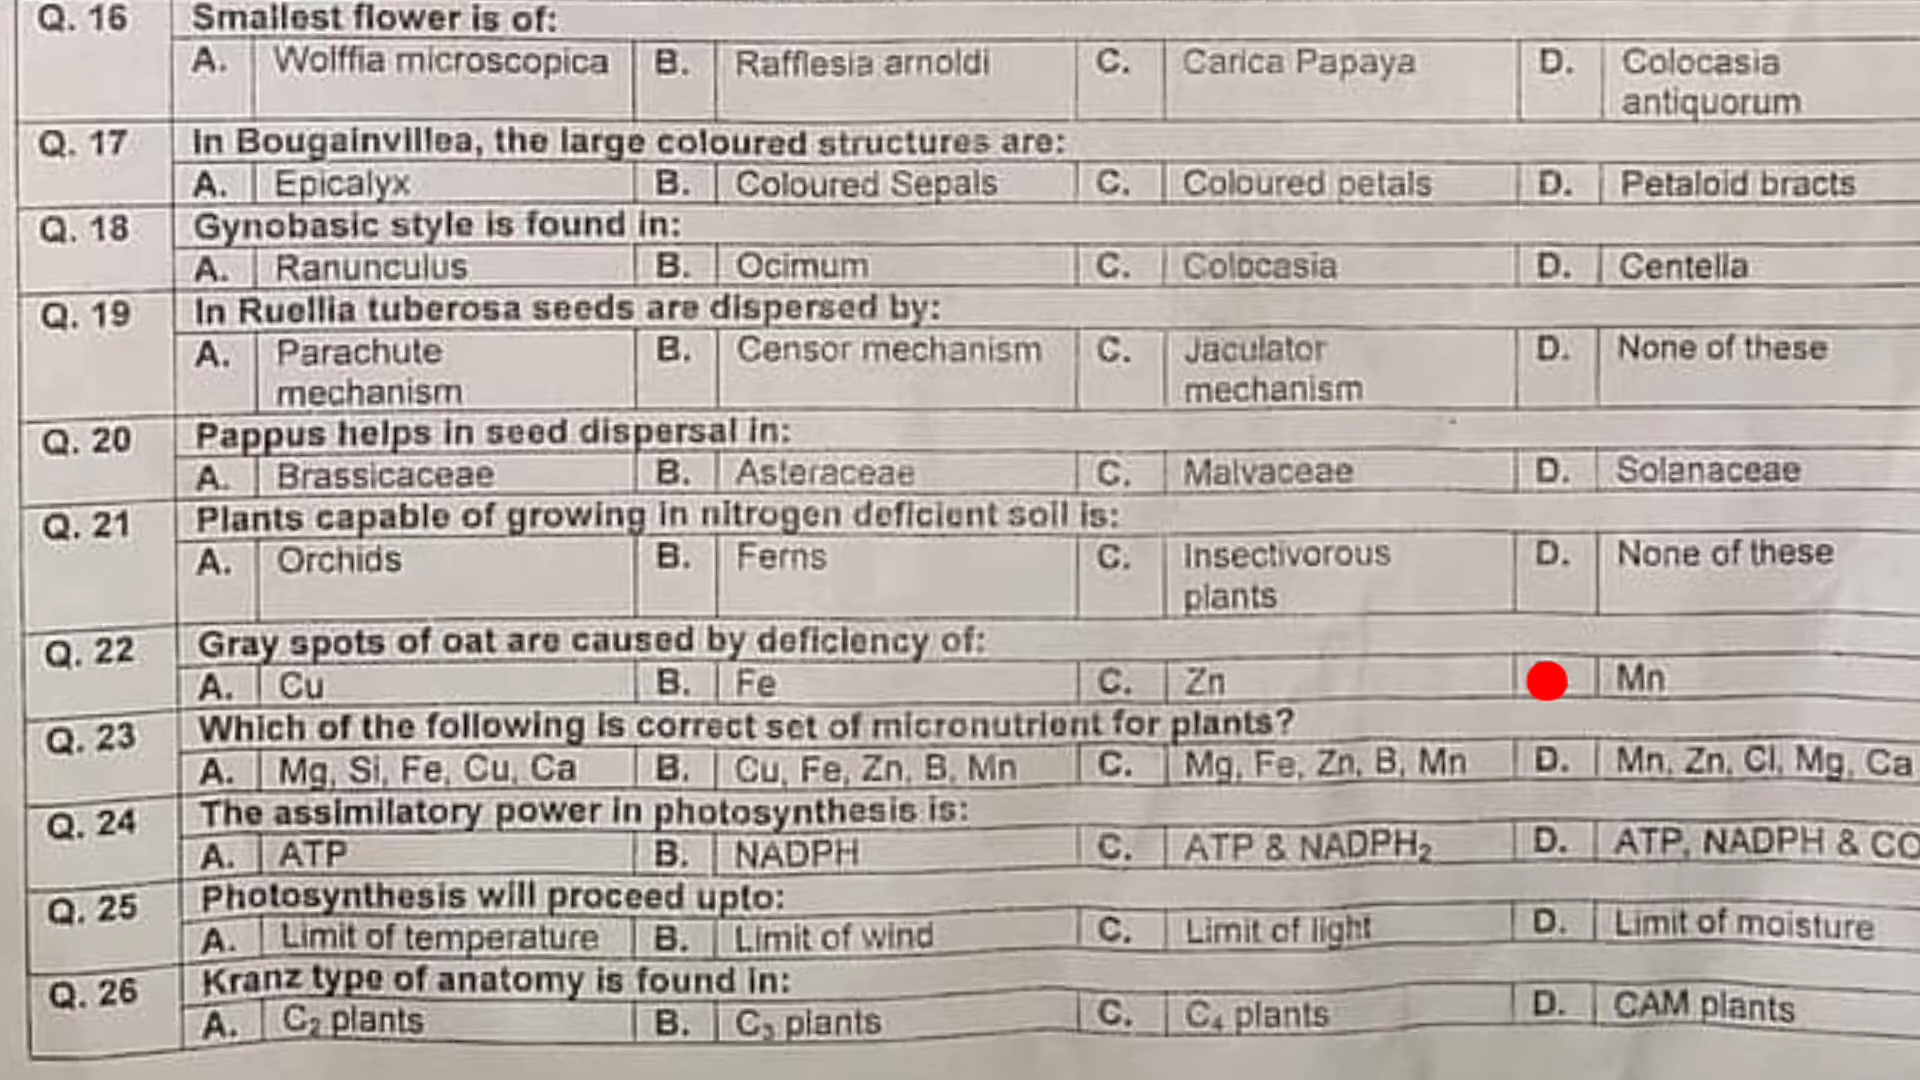 Q. 16 Smallest flower is of:
A. Wolffia microscopica B. Rafflesia arnoldi C. Carica Papaya D. Colocasia
antiquorum
Q. 17 In Bougainvillea, the large coloured structures are:
A. Epicalyx B. Coloured Sepals C. Coloured petals D. Petaloid bracts
Q. 18 Gynobasic style is found in:
A. Ranunculus B. Ocimum C. Colocasia D. Centella
Q. 19 In Ruellia tuberosa seeds are dispersed by:
A. Parachute B. Censor mechanism C. Jaculator D. None of these
mechanism mechanism
Q. 20 Pappus helps in seed dispersal in:
A. Brassicaceae B. Asteraceae C. Malvaceae D. Solanaceae
Q. 21 Plants capable of growing in nitrogen deficient soil is:
A. Orchids B. Ferns C. Insectivorous D. None of these
plants
Q. 22 Gray spots of oat are caused by deficiency of:
A. Cu B. Fe C. Zn Mn
Q. 23 Which of the following is correct set of micronutrient for plants?
A. Mg, Si, Fe, Cu, Ca B. Cu, Fe, Zn, B, Mn C. Mg, Fe, Zn, B, Mn D. Mn, Zn, Cl, Mg, Ca
Q. 24 The assimilatory power in photosynthesis is:
A. ATP B. NADPH C. ATP & NADPH₂ D. ATP, NADPH & CO
Q. 25 Photosynthesis will proceed upto:
A. Limit of temperature B. Limit of wind C. Limit of light D. Limit of moisture
Q. 26 Kranz type of anatomy is found in:
A. C₂ plants B. C₃ plants C. C₄ plants D. CAM plants